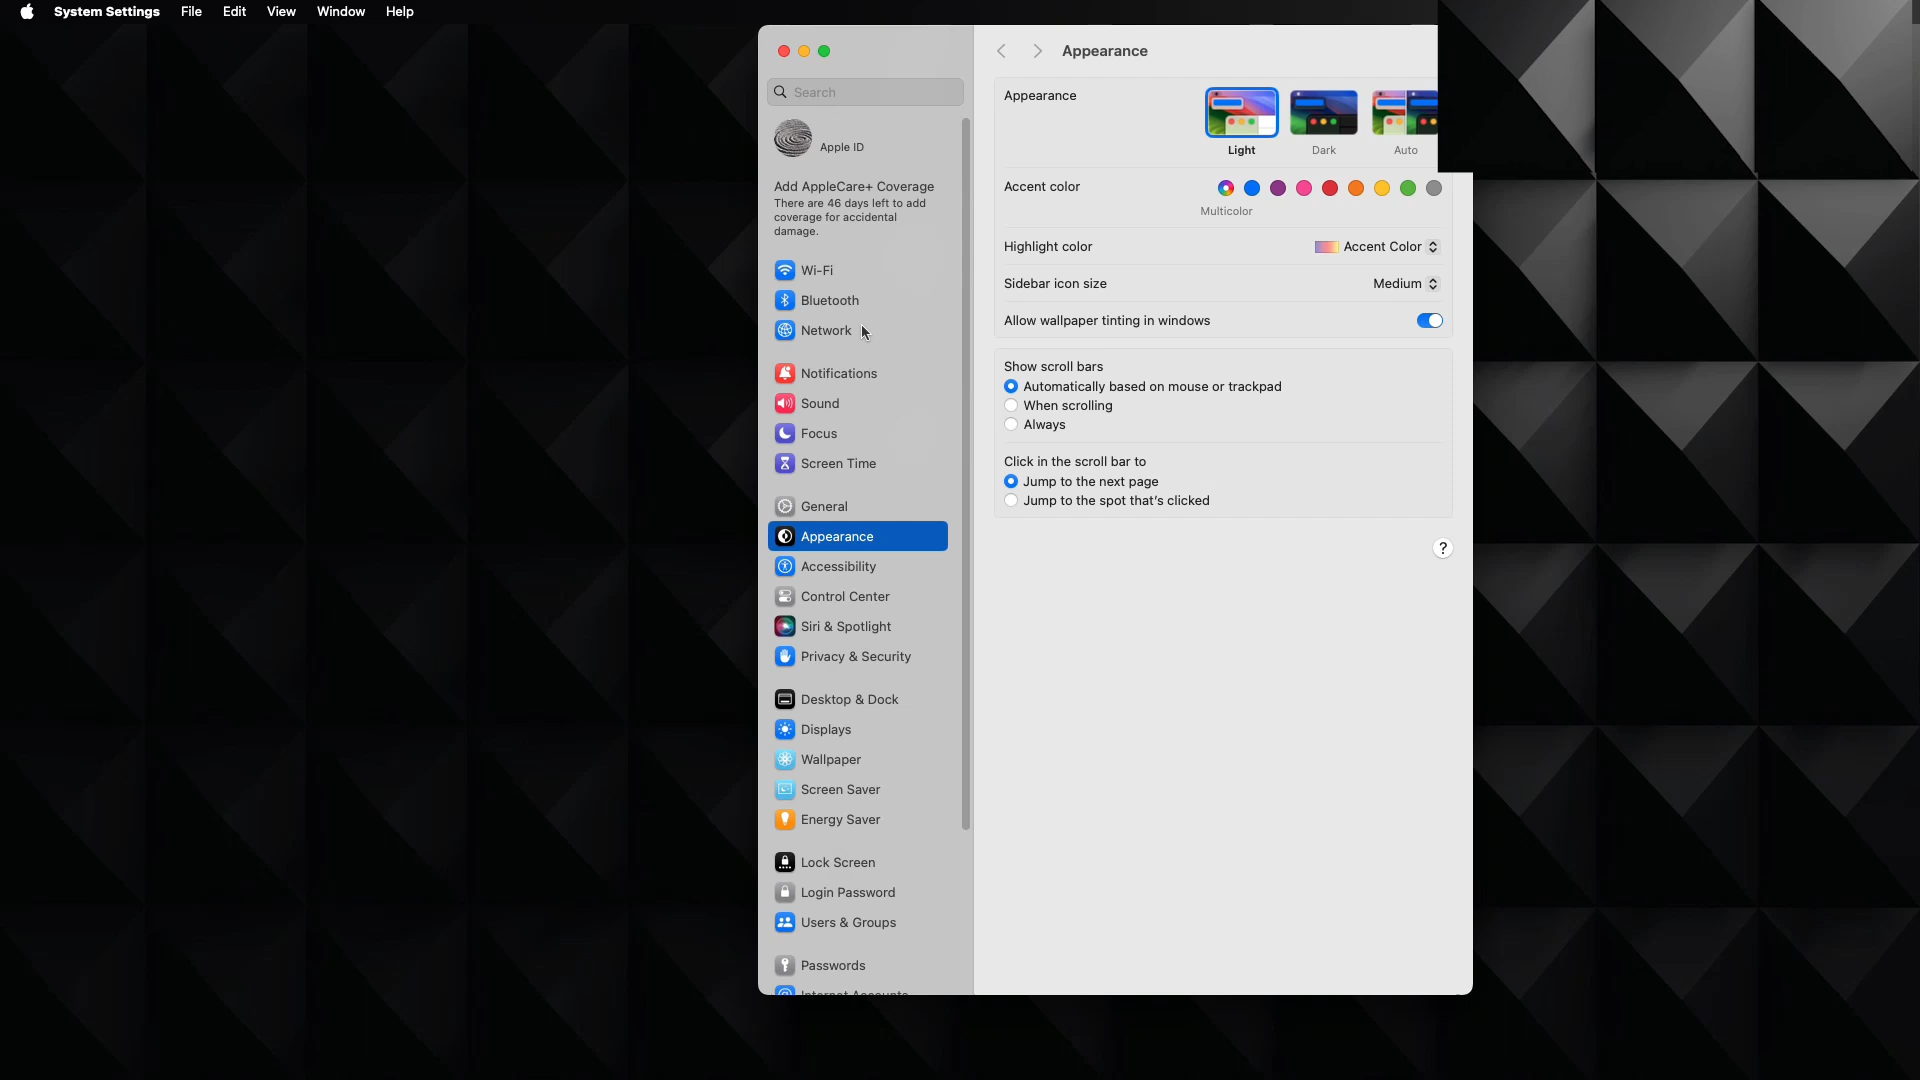 System Settings File Edit View Window Help
Search
Apple ID
Add AppleCare+ Coverage
There are 46 days left to add
coverage for accidental
damage.
Wi-Fi
Bluetooth
Network
Notifications
Sound
Focus
Screen Time
General
Appearance
Accessibility
Control Center
Siri & Spotlight
Privacy & Security
Desktop & Dock
Displays
Wallpaper
Screen Saver
Energy Saver
Lock Screen
Login Password
Users & Groups
Passwords
Internet Accounts
Appearance
Appearance
Light Dark Auto
Accent color
Multicolor
Highlight color Accent Color
Sidebar icon size Medium
Allow wallpaper tinting in windows
Show scroll bars
Automatically based on mouse or trackpad
When scrolling
Always
Click in the scroll bar to
Jump to the next page
Jump to the spot that's clicked
?